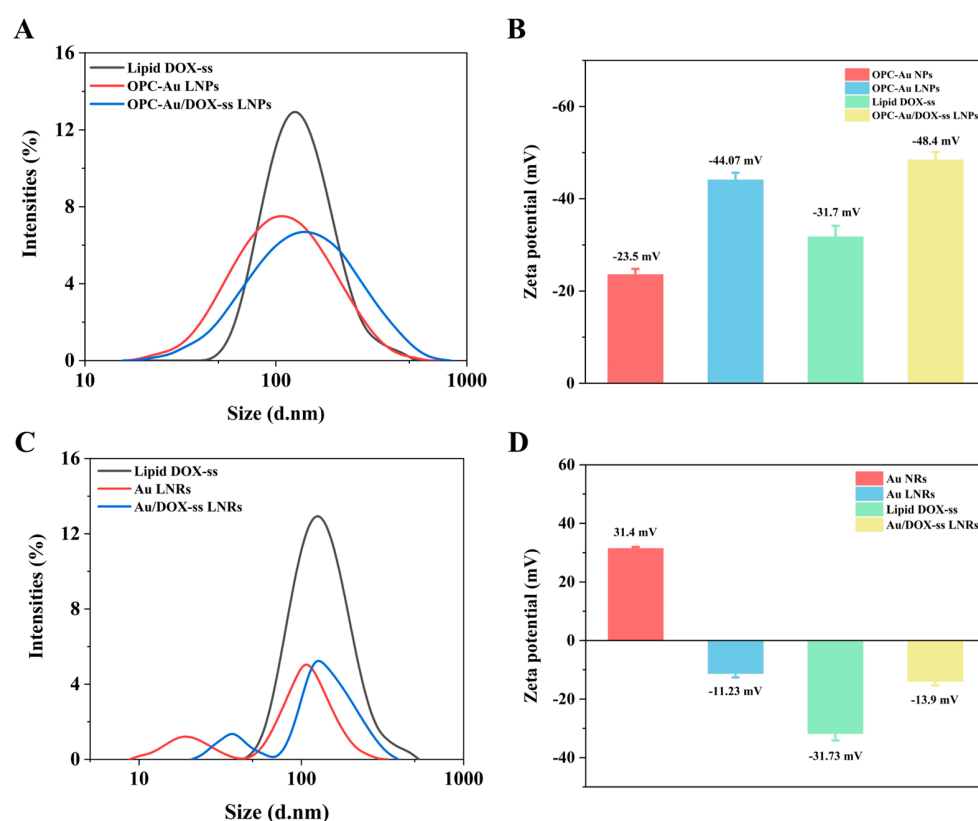 A
Lipid DOX-ss
OPC-Au LNPs
OPC-Au/DOX-ss LNPs
Intensities (%)
16
12
8
4
0
10
100
1000
Size (d.nm)
B
OPC-Au NPs
OPC-Au LNPs
Lipid DOX-ss
OPC-Au/DOX-ss LNPs
Zeta potential (mV)
-60
-40
-20
0
-23.5 mV
-44.07 mV
-31.7 mV
-48.4 mV
C
Lipid DOX-ss
Au LNRs
Au/DOX-ss LNRs
Intensities (%)
16
12
8
4
0
10
100
1000
Size (d.nm)
D
Au NRs
Au LNRs
Lipid DOX-ss
Au/DOX-ss LNRs
Zeta potential (mV)
60
40
20
0
-20
-40
31.4 mV
-11.23 mV
-31.73 mV
-13.9 mV